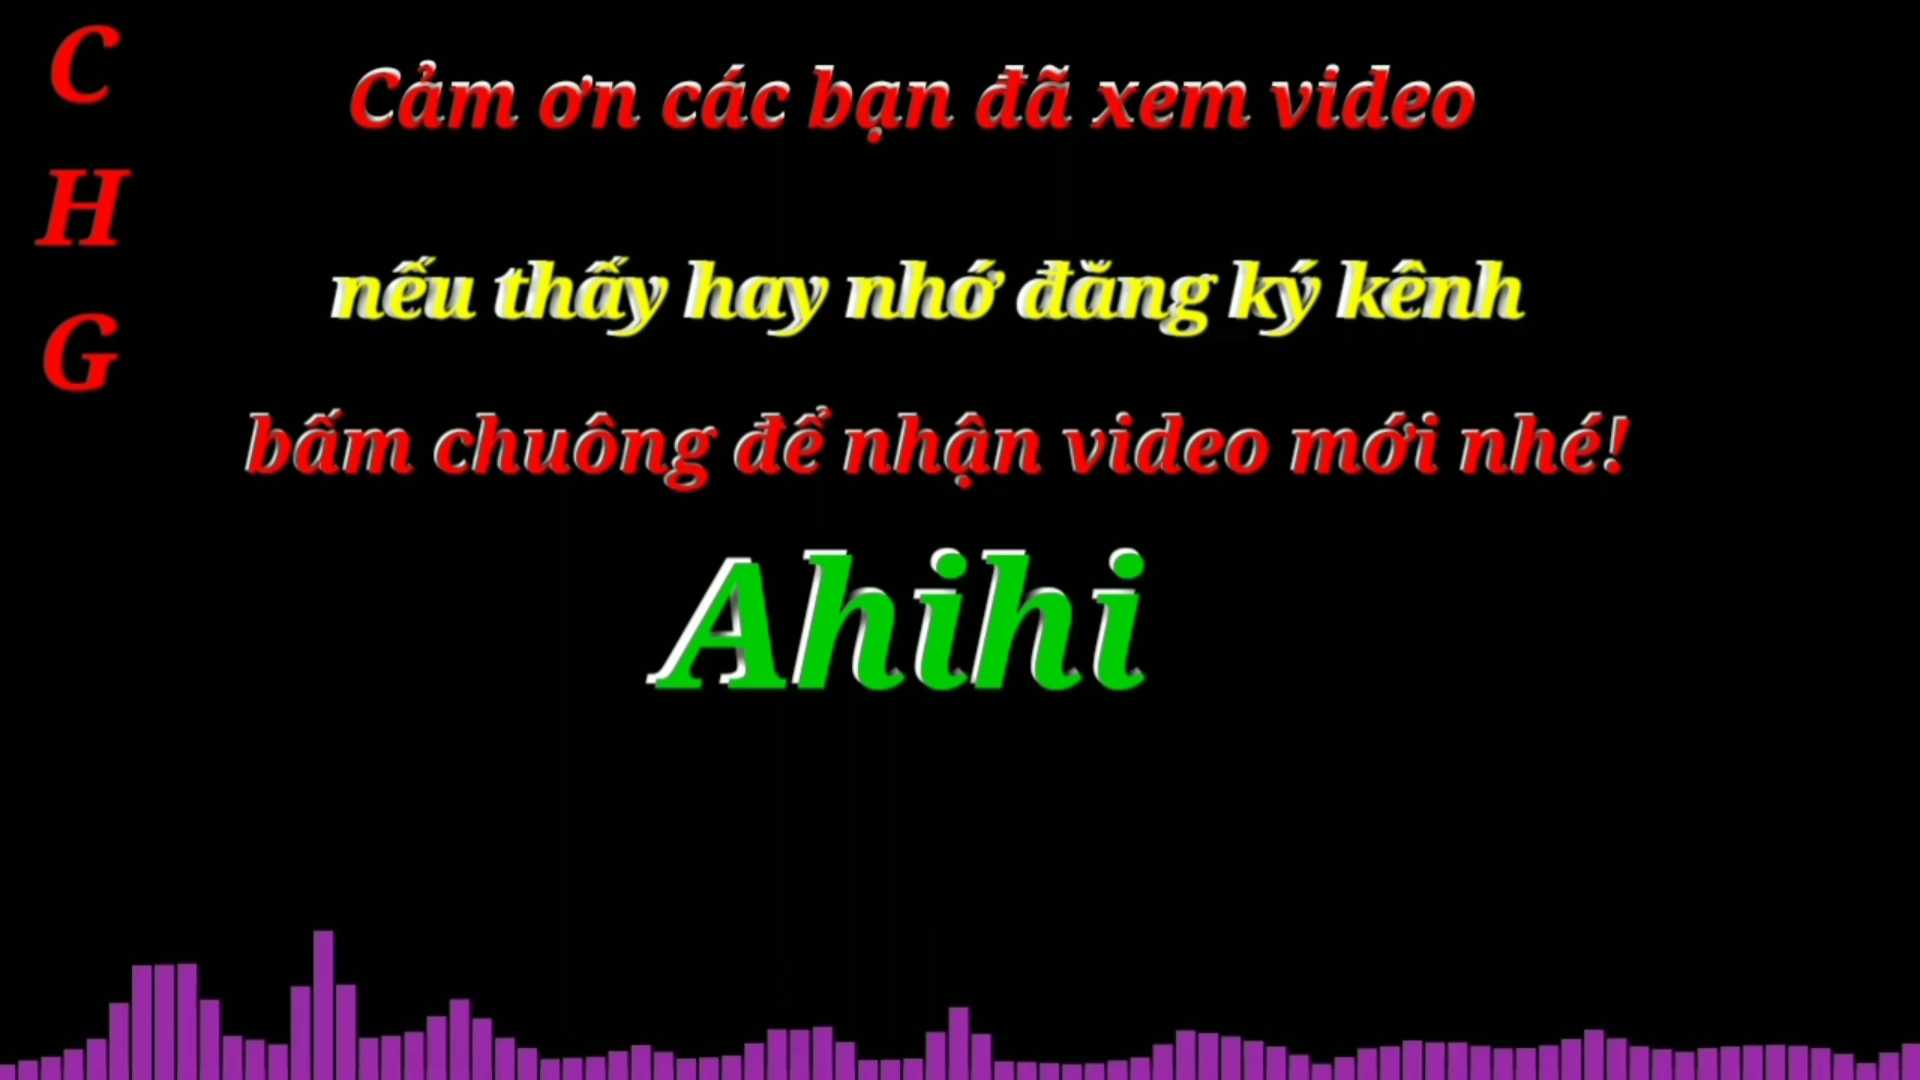 C
H
G
Cảm ơn các bạn đã xem video
nếu thấy hay nhớ đăng ký kênh
bấm chuông để nhận video mới nhé!
Ahihi